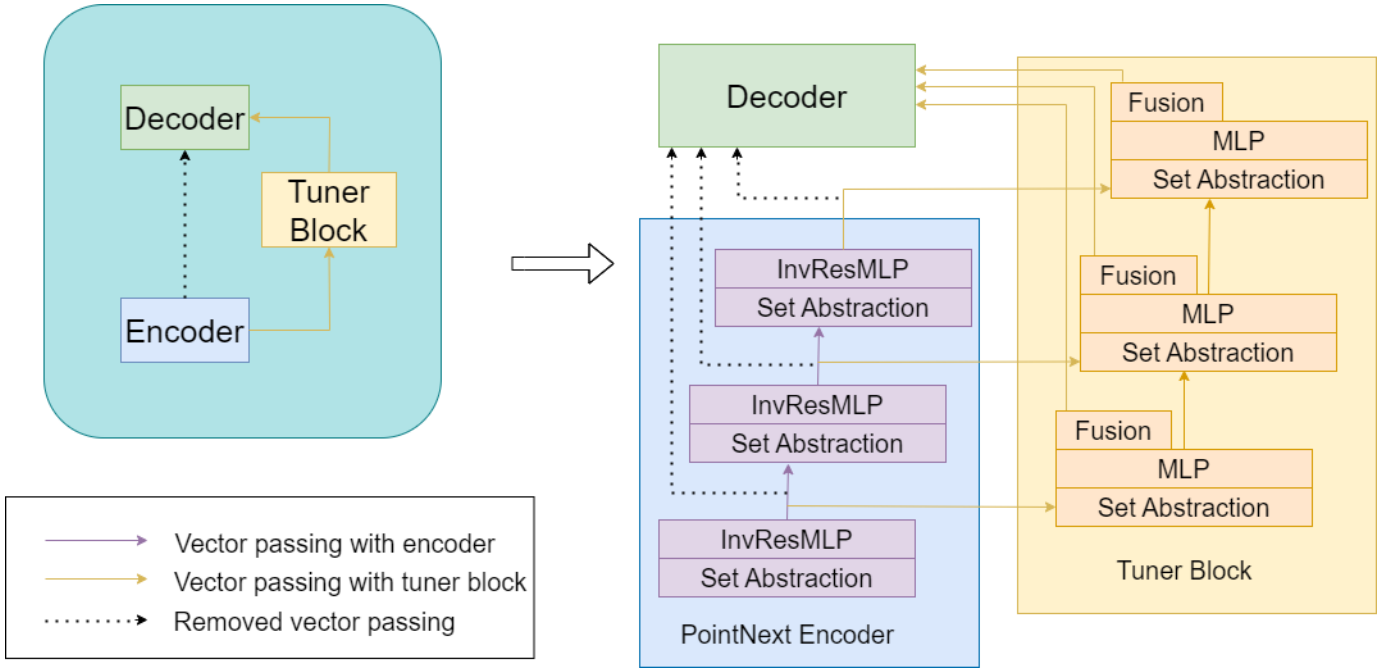 Decoder
Tuner
Block
Encoder
Vector passing with encoder
Vector passing with tuner block
Removed vector passing
Decoder
InvResMLP
Set Abstraction
InvResMLP
Set Abstraction
InvResMLP
Set Abstraction
PointNext Encoder
Fusion
MLP
Set Abstraction
Fusion
MLP
Set Abstraction
Fusion
MLP
Set Abstraction
Tuner Block